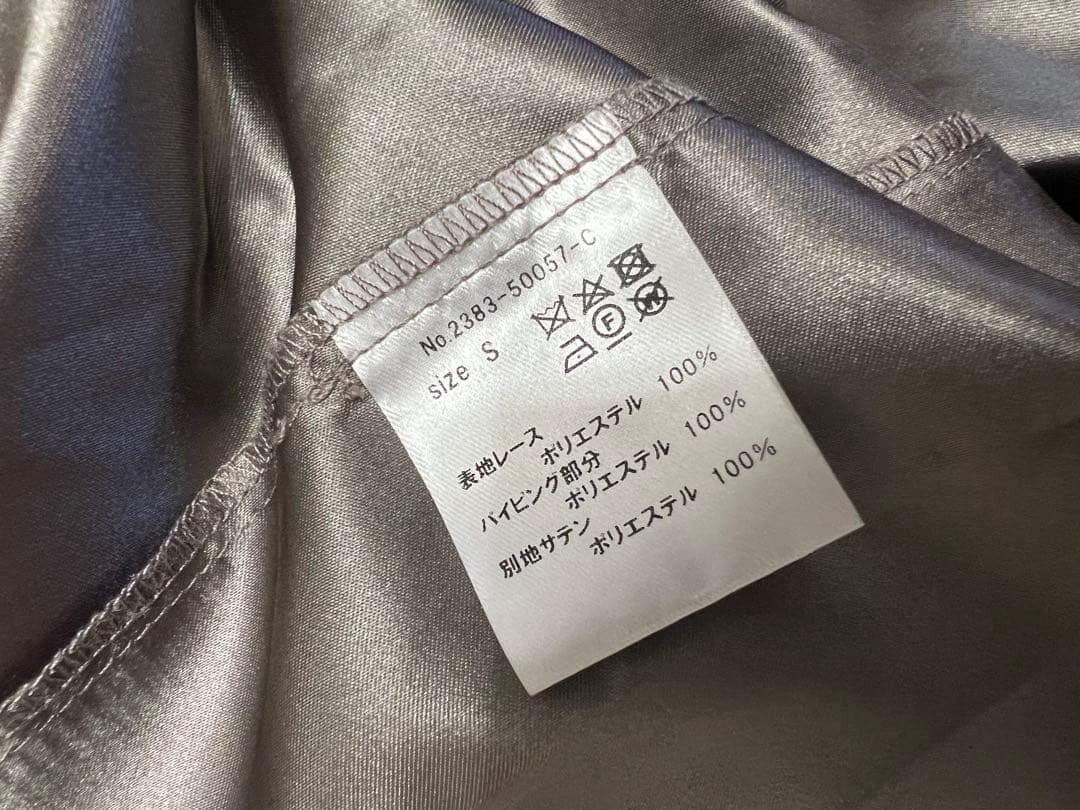 No.2383-50057-C
size S
F
W
表地レース
ポリエステル 100%
パイピング部分
ポリエステル 100%
別地サテン
ポリエステル 100%